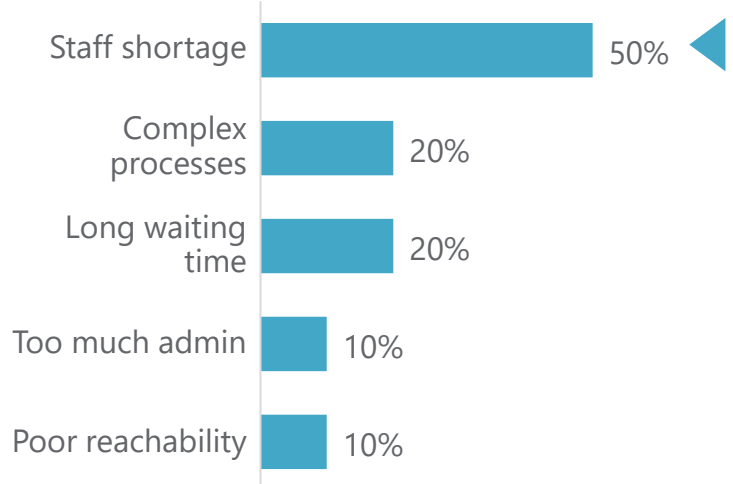 Staff shortage
50%
Complex
processes
20%
Long waiting
time
20%
Too much admin
10%
Poor reachability
10%